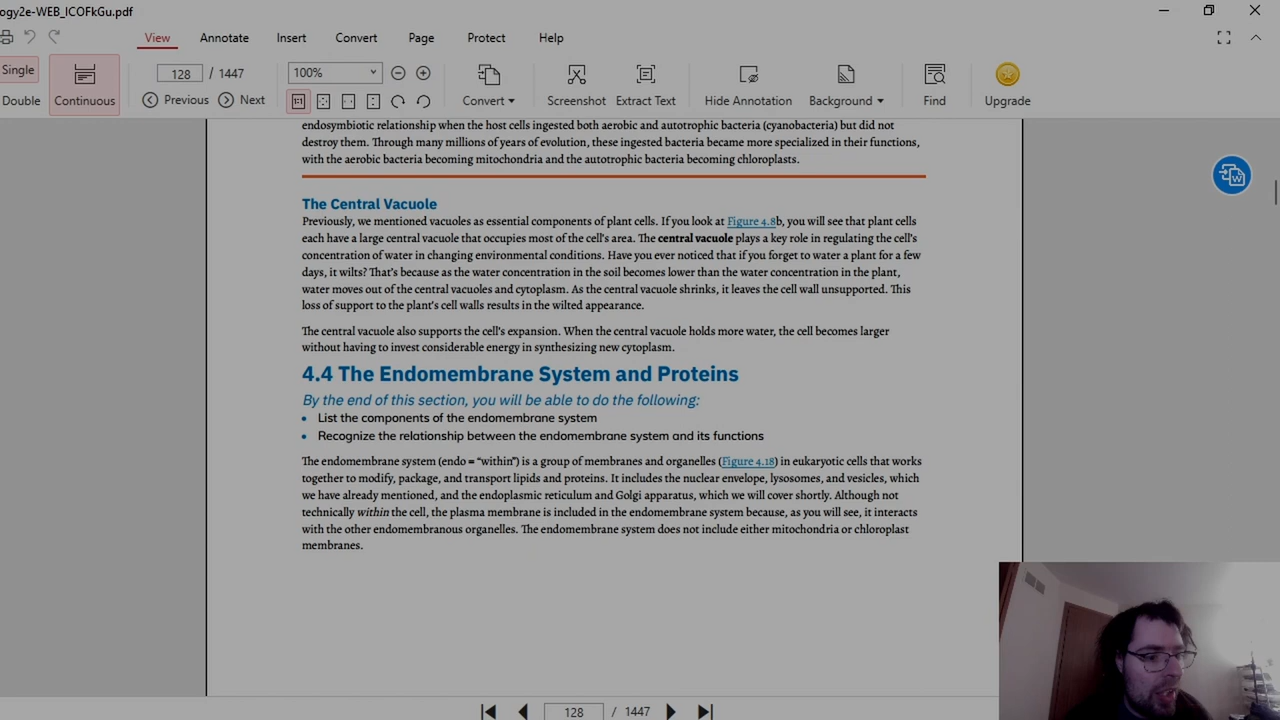 ogy2e-WEB_ICOFkGu.pdf
View Annotate Insert Convert Page Protect Help
Single 128 / 1447 100%
Double Continuous Previous Next Convert Screenshot Extract Text Hide Annotation Background Find Upgrade
endosymbiotic relationship when the host cells ingested both aerobic and autotrophic bacteria (cyanobacteria) but did not
destroy them. Through many millions of years of evolution, these ingested bacteria became more specialized in their functions,
with the aerobic bacteria becoming mitochondria and the autotrophic bacteria becoming chloroplasts.
The Central Vacuole
Previously, we mentioned vacuoles as essential components of plant cells. If you look at Figure 4.8b, you will see that plant cells
each have a large central vacuole that occupies most of the cell's area. The central vacuole plays a key role in regulating the cell's
concentration of water in changing environmental conditions. Have you ever noticed that if you forget to water a plant for a few
days, it wilts? That's because as the water concentration in the soil becomes lower than the water concentration in the plant,
water moves out of the central vacuoles and cytoplasm. As the central vacuole shrinks, it leaves the cell wall unsupported. This
loss of support to the plant's cell walls results in the wilted appearance.
The central vacuole also supports the cell's expansion. When the central vacuole holds more water, the cell becomes larger
without having to invest considerable energy in synthesizing new cytoplasm.
4.4 The Endomembrane System and Proteins
By the end of this section, you will be able to do the following:
• List the components of the endomembrane system
• Recognize the relationship between the endomembrane system and its functions
The endomembrane system (endo = “within”) is a group of membranes and organelles (Figure 4.18) in eukaryotic cells that works
together to modify, package, and transport lipids and proteins. It includes the nuclear envelope, lysosomes, and vesicles, which
we have already mentioned, and the endoplasmic reticulum and Golgi apparatus, which we will cover shortly. Although not
technically within the cell, the plasma membrane is included in the endomembrane system because, as you will see, it interacts
with the other endomembranous organelles. The endomembrane system does not include either mitochondria or chloroplast
membranes.
128 / 1447